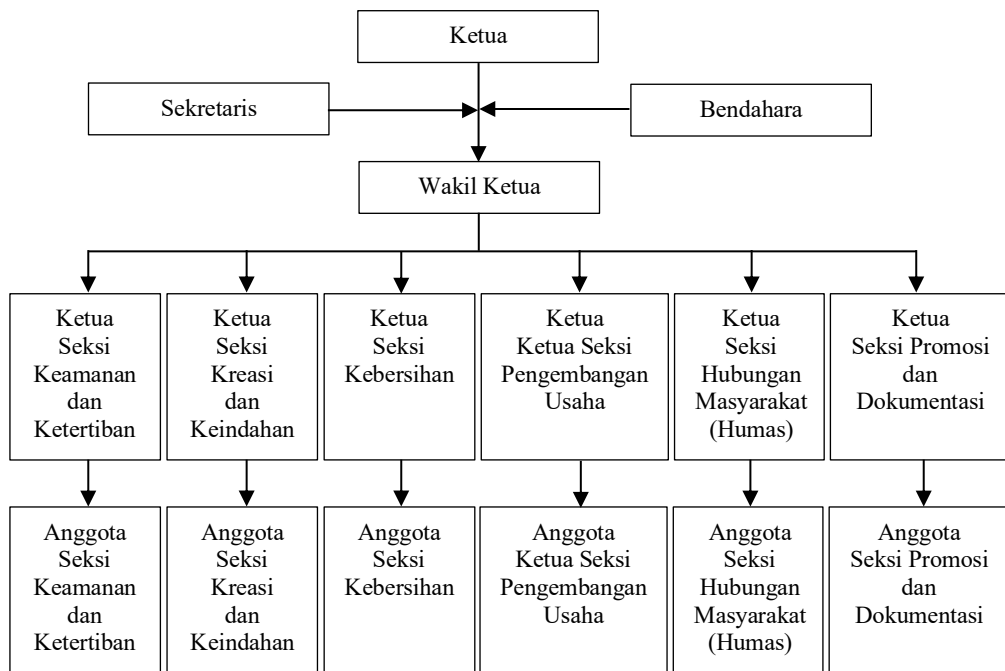 Ketua
Sekretaris
Bendahara
Wakil Ketua
Ketua
Seksi
Keamanan
dan
Ketertiban
Ketua
Seksi
Kreasi
dan
Keindahan
Ketua
Seksi
Kebersihan
Ketua
Ketua Seksi
Pengembangan
Usaha
Ketua
Seksi
Hubungan
Masyarakat
(Humas)
Ketua
Seksi Promosi
dan
Dokumentasi
Anggota
Seksi
Keamanan
dan
Ketertiban
Anggota
Seksi
Kreasi
dan
Keindahan
Anggota
Seksi
Kebersihan
Anggota
Ketua Seksi
Pengembangan
Usaha
Anggota
Seksi
Hubungan
Masyarakat
(Humas)
Anggota
Seksi Promosi
dan
Dokumentasi